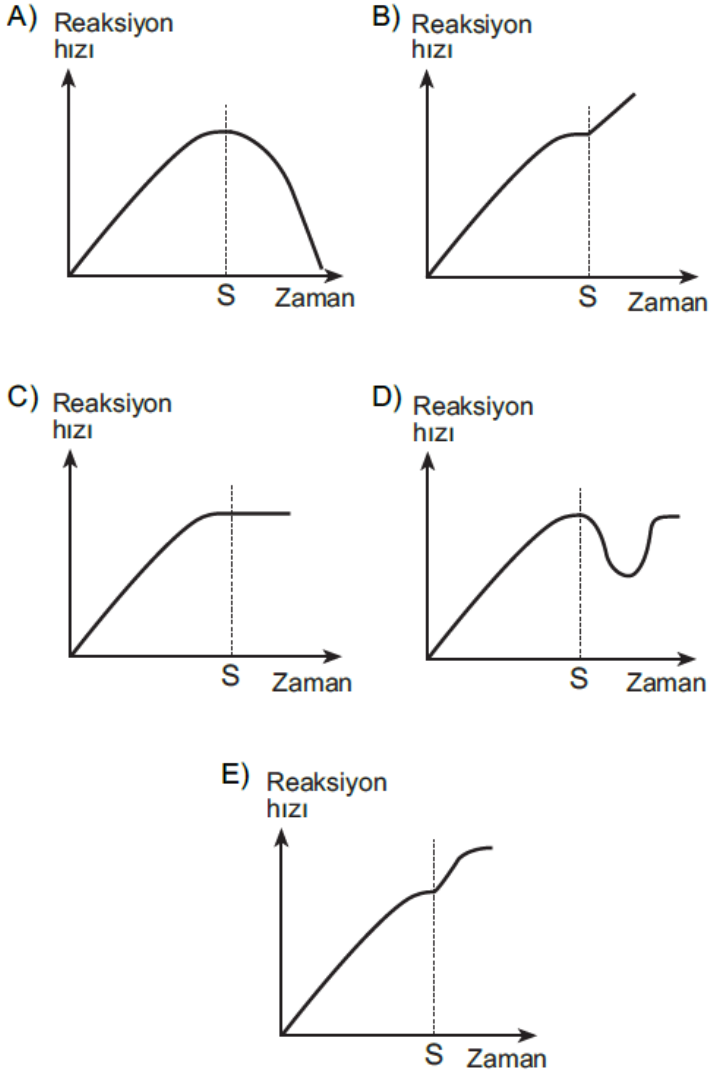 A) Reaksiyon
hızı
S Zaman
B) Reaksiyon
hızı
S Zaman
C) Reaksiyon
hızı
S Zaman
D) Reaksiyon
hızı
S Zaman
E) Reaksiyon
hızı
S Zaman